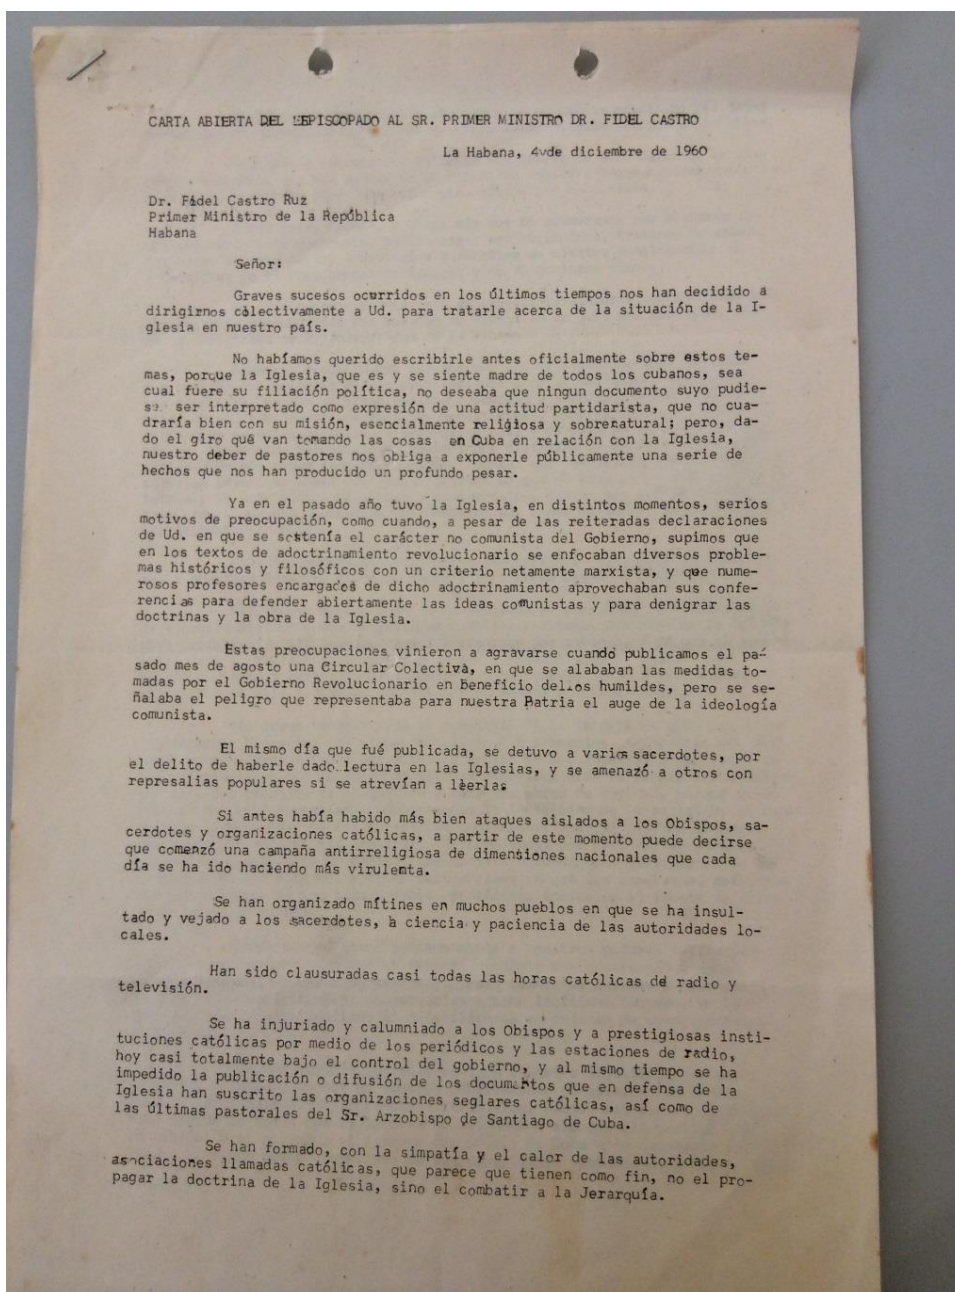 CARTA ABIERTA DEL EPISCOPADO AL SR. PRIMER MINISTRO DR. FIDEL CASTRO
La Habana, 4 de diciembre de 1960
Dr. Fidel Castro Ruz
Primer Ministro de la República
Habana
Señor:
Graves sucesos ocurridos en los últimos tiempos nos han decidido a
dirigirnos colectivamente a Ud. para tratarle acerca de la situación de la I-
glesia en nuestro país.
No habíamos querido escribirle antes oficialmente sobre estos te-
mas, porque la Iglesia, que es y se siente madre de todos los cubanos, sea
cual fuere su filiación política, no deseaba que ningun documento suyo pudie-
se ser interpretado como expresión de una actitud partidarista, que no cua-
draría bien con su misión, esencialmente religiosa y sobrenatural; pero, da-
do el giro qué van tomando las cosas en Cuba en relación con la Iglesia,
nuestro deber de pastores nos obliga a exponerle públicamente una serie de
hechos que nos han producido un profundo pesar.
Ya en el pasado año tuvo la Iglesia, en distintos momentos, serios
motivos de preocupación, como cuando, a pesar de las reiteradas declaraciones
de Ud. en que se sostenía el carácter no comunista del Gobierno, supimos que
en los textos de adoctrinamiento revolucionario se enfocaban diversos proble-
mas históricos y filosóficos con un criterio netamente marxista, y que nume-
rosos profesores encargados de dicho adoctrinamiento aprovechaban sus confe-
rencias para defender abiertamente las ideas comunistas y para denigrar las
doctrinas y la obra de la Iglesia.
Estas preocupaciones vinieron a agravarse cuando publicamos el pa-
sado mes de agosto una Circular Colectiva, en que se alababan las medidas to-
madas por el Gobierno Revolucionario en Beneficio de los humildes, pero se se-
ñalaba el peligro que representaba para nuestra Patria el auge de la ideología
comunista.
El mismo día que fué publicada, se detuvo a varios sacerdotes, por
el delito de haberle dado lectura en las Iglesias, y se amenazó a otros con
represalias populares si se atrevían a leerlas
Si antes había habido más bien ataques aislados a los Obispos, sa-
cerdotes y organizaciones católicas, a partir de este momento puede decirse
que comenzó una campaña antirreligiosa de dimensiones nacionales que cada
día se ha ido haciendo más virulenta.
Se han organizado mítines en muchos pueblos en que se ha insul-
tado y vejado a los sacerdotes, a ciencia y paciencia de las autoridades lo-
cales.
Han sido clausuradas casi todas las horas católicas de radio y
televisión.
Se ha injuriado y calumniado a los Obispos y a prestigiosas insti-
tuciones católicas por medio de los periódicos y las estaciones de radio,
hoy casi totalmente bajo el control del gobierno, y al mismo tiempo se ha
impedido la publicación o difusión de los documentos que en defensa de la
Iglesia han suscrito las organizaciones seglares católicas, así como de
las últimas pastorales del Sr. Arzobispo de Santiago de Cuba.
Se han formado, con la simpatía y el calor de las autoridades,
asociaciones llamadas católicas, que parece que tienen como fin, no el pro-
pagar la doctrina de la Iglesia, sino el combatir a la Jerarquía.